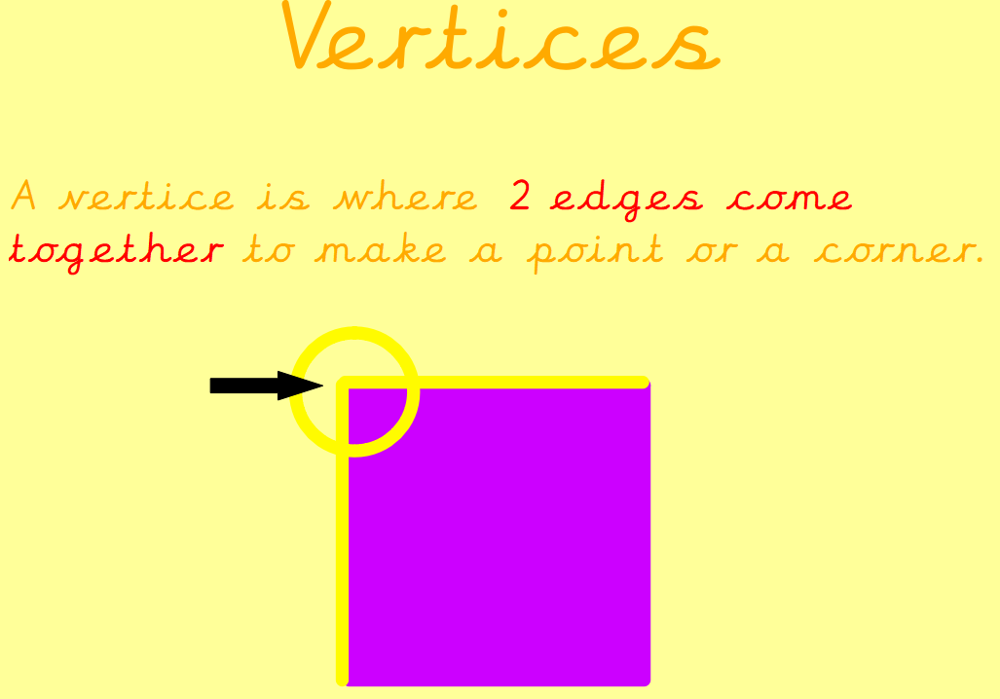 Vertices
A vertice is where 2 edges come
together to make a point or a corner.